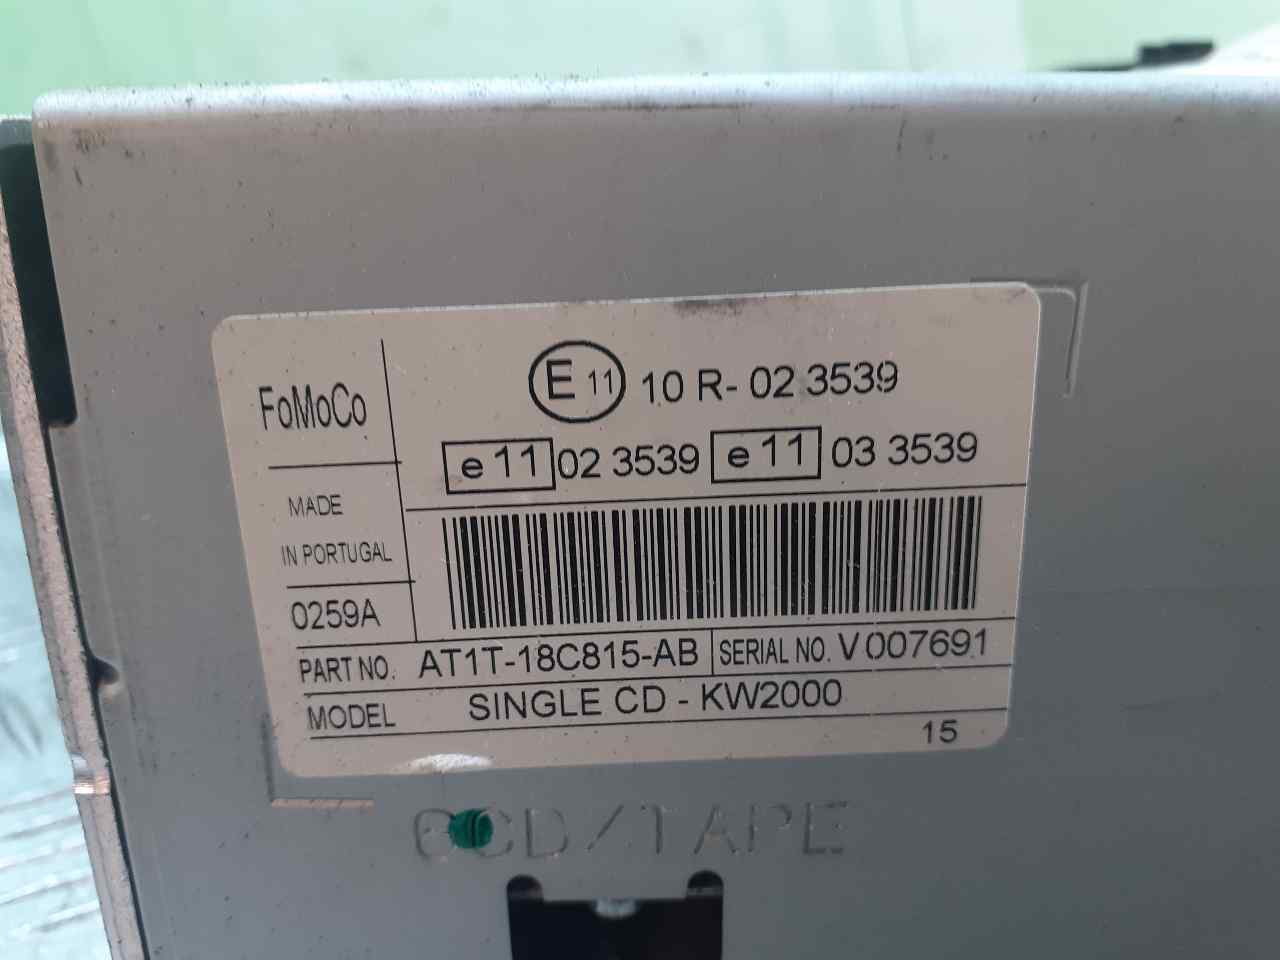 FoMoCo
MADE
IN PORTUGAL
0259A
E 11 10 R- 02 3539
e 11 02 3539 e 11 03 3539
PART NO. AT1T-18C815-AB SERIAL NO. V007691
MODEL SINGLE CD - KW2000
15
6CD/TAPE